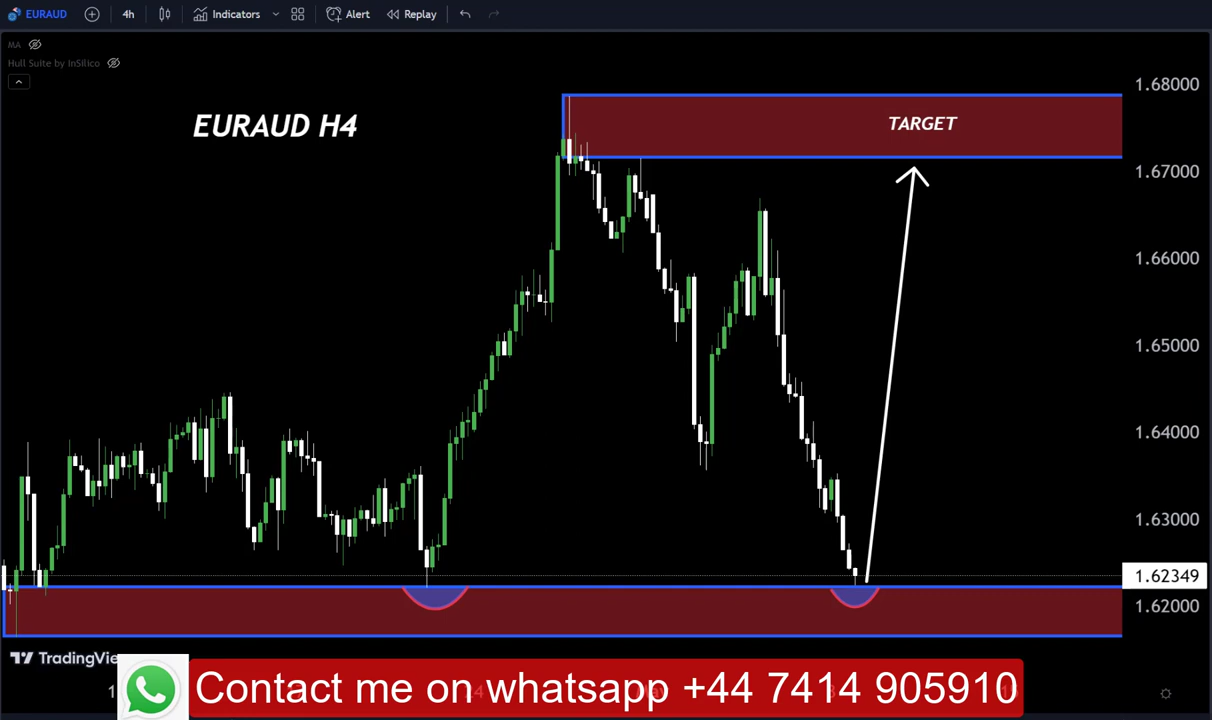 EURAUD 4h Indicators Alert Replay
MA
Hull Suite by InSilico
EURAUD H4
TARGET
1.68000
1.67000
1.66000
1.65000
1.64000
1.63000
1.62349
1.62000
TradingVie
Contact me on whatsapp +44 7414 905910